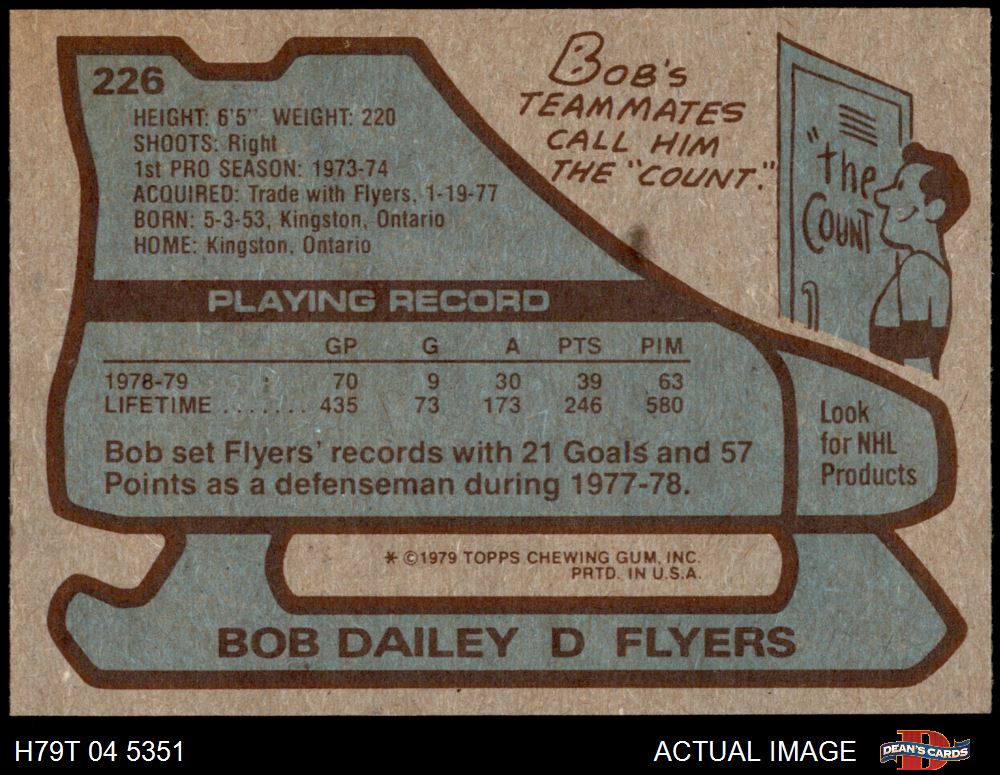 226
HEIGHT: 6'5" WEIGHT: 220
SHOOTS: Right
1st PRO SEASON: 1973-74
ACQUIRED: Trade with Flyers, 1-19-77
BORN: 5-3-53, Kingston, Ontario
HOME: Kingston, Ontario
BOB'S
TEAMMATES
CALL HIM
THE "COUNT."
"the
COUNT
PLAYING RECORD
GP G A PTS PIM
1978-79 70 9 30 39 63
LIFETIME ....... 435 73 173 246 580
Bob set Flyers' records with 21 Goals and 57
Points as a defenseman during 1977-78.
Look
for NHL
Products
* ©1979 TOPPS CHEWING GUM, INC.
PRTD. IN U.S.A.
BOB DAILEY D FLYERS
H79T 04 5351 ACTUAL IMAGE DEAN'S CARDS